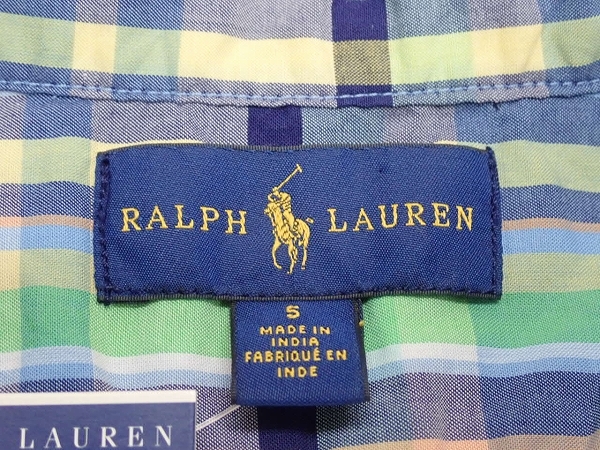 RALPH LAUREN
S
MADE IN
INDIA
FABRIQUÉ EN
INDE
LAUREN